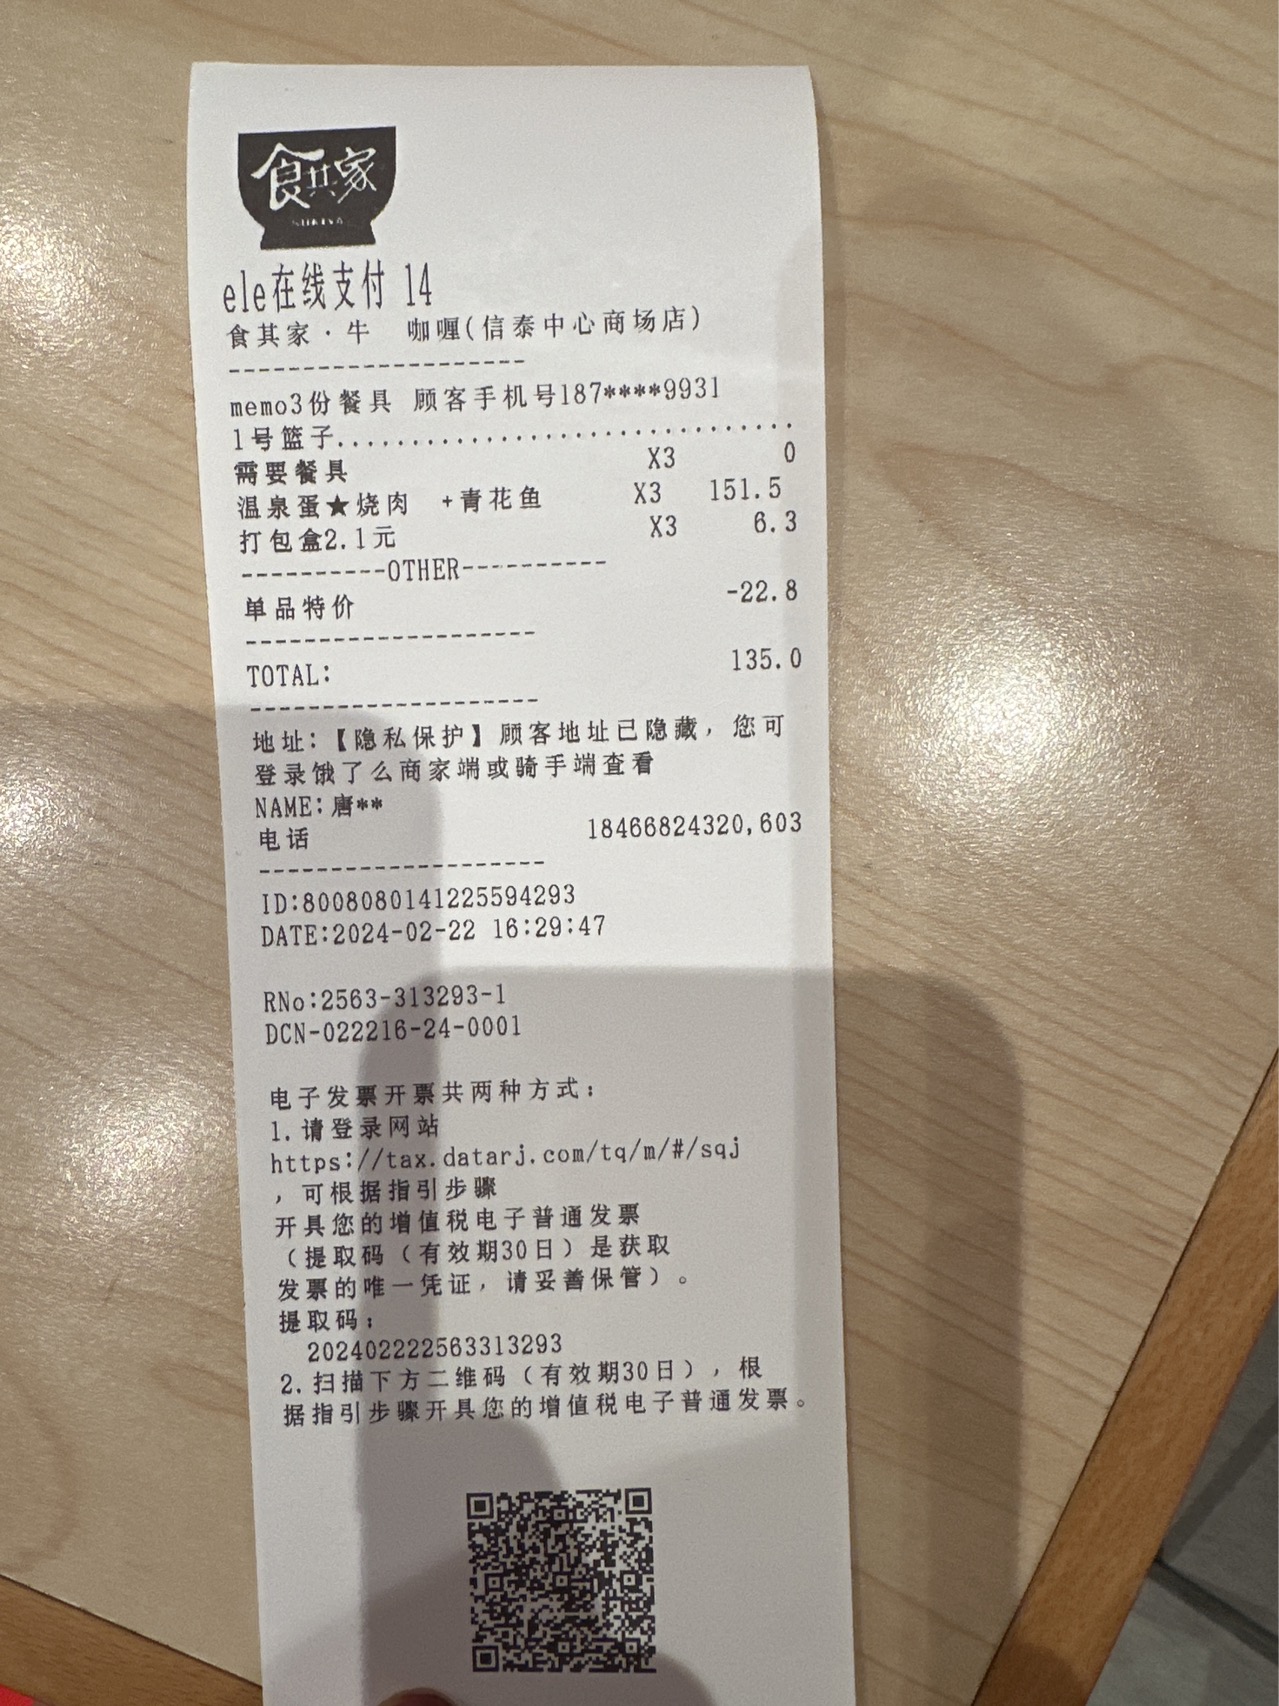 食其家
SUKIYA
ele在线支付 14
食其家·牛 咖喱(信泰中心商场店)
--------------------
memo3份餐具 顾客手机号187****9931
1号篮子...............................
需要餐具 X3 0
温泉蛋★烧肉 +青花鱼 X3 151.5
打包盒2.1元 X3 6.3
----------OTHER----------
单品特价 -22.8
--------------------
TOTAL: 135.0
--------------------
地址:【隐私保护】顾客地址已隐藏，您可
登录饿了么商家端或骑手端查看
NAME:唐**
电话 18466824320,603
--------------------
ID:8008080141225594293
DATE:2024-02-22 16:29:47
RNo:2563-313293-1
DCN-022216-24-0001
电子发票开票共两种方式：
1.请登录网站
https://tax.datarj.com/tq/m/#/sqj
，可根据指引步骤
开具您的增值税电子普通发票
（提取码（有效期30日）是获取
发票的唯一凭证，请妥善保管）。
提取码：
202402222563313293
2.扫描下方二维码（有效期30日），根
据指引步骤开具您的增值税电子普通发票。